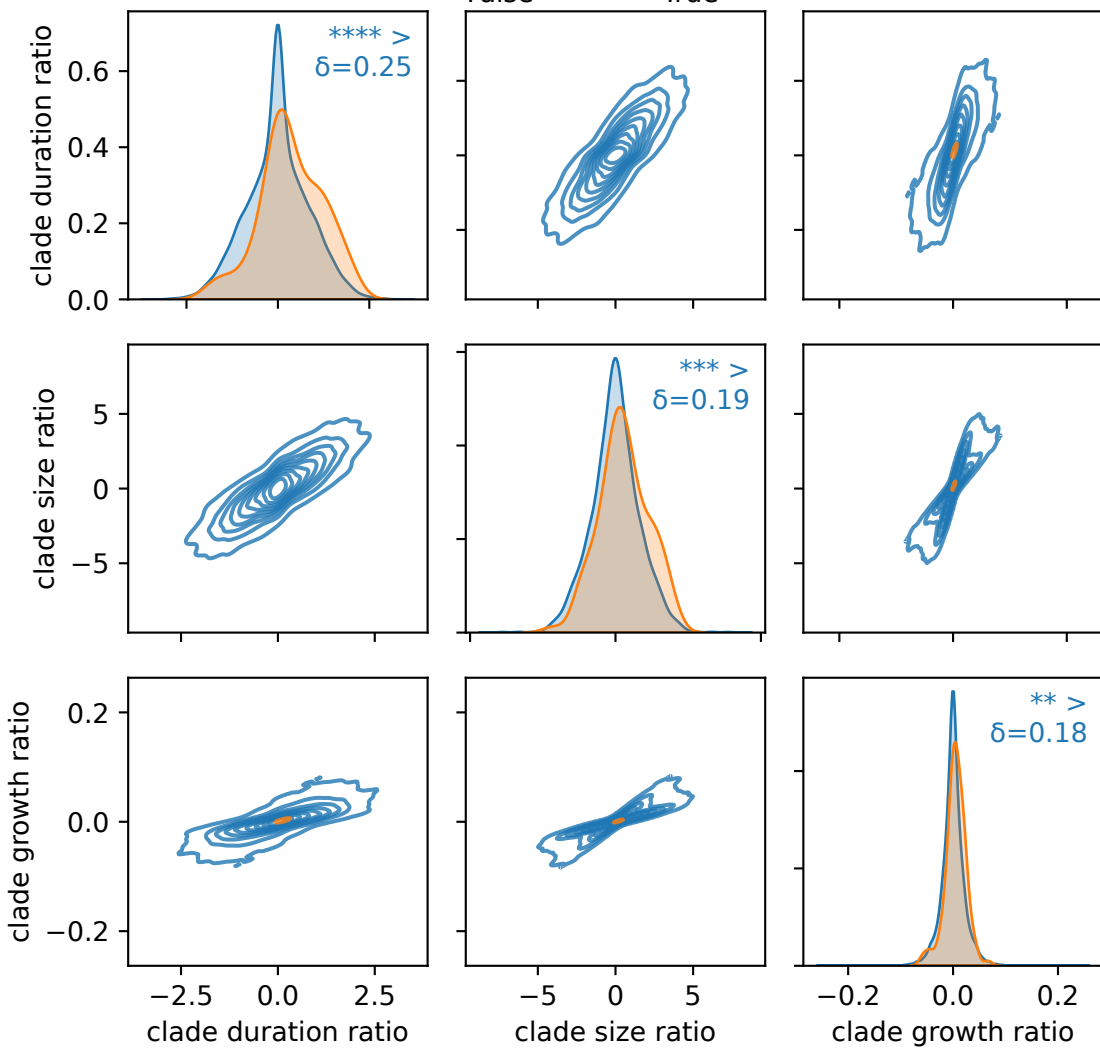 **** >
δ=0.25
clade duration ratio
0.6
0.4
0.2
0.0
clade size ratio
5
0
−5
*** >
δ=0.19
clade growth ratio
0.2
0.0
−0.2
** >
δ=0.18
−2.5 0.0 2.5
−5 0 5
−0.2 0.0 0.2
clade duration ratio
clade size ratio
clade growth ratio